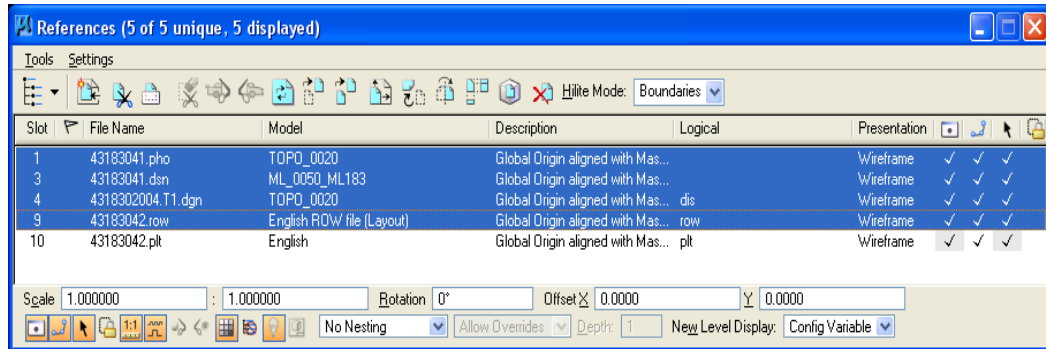 References (5 of 5 unique, 5 displayed)
Tools Settings
Hilite Mode: Boundaries
Slot File Name Model Description Logical Presentation
1 43183041.pho TOPO_0020 Global Origin aligned with Mas... Wireframe
3 43183041.dsn ML_0050_ML183 Global Origin aligned with Mas... Wireframe
4 4318302004.T1.dgn TOPO_0020 Global Origin aligned with Mas... dis Wireframe
9 43183042.row English ROW file (Layout) Global Origin aligned with Mas... row Wireframe
10 43183042.plt English Global Origin aligned with Mas... plt Wireframe
Scale 1.000000 : 1.000000 Rotation 0° Offset X 0.0000 Y 0.0000
1:1 No Nesting Allow Overrides Depth: 1 New Level Display: Config Variable